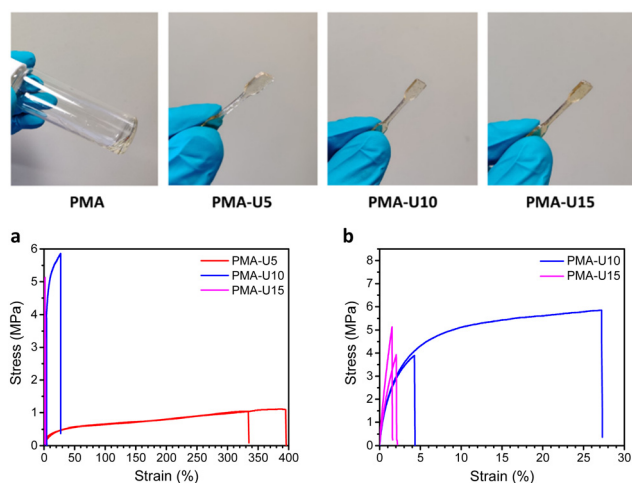 PMA
PMA-U5
PMA-U10
PMA-U15
a
6
5
4
3
2
1
0
Stress (MPa)
0 50 100 150 200 250 300 350 400
Strain (%)
PMA-U5
PMA-U10
PMA-U15
b
8
7
6
5
4
3
2
1
0
Stress (MPa)
0 5 10 15 20 25 30
Strain (%)
PMA-U10
PMA-U15